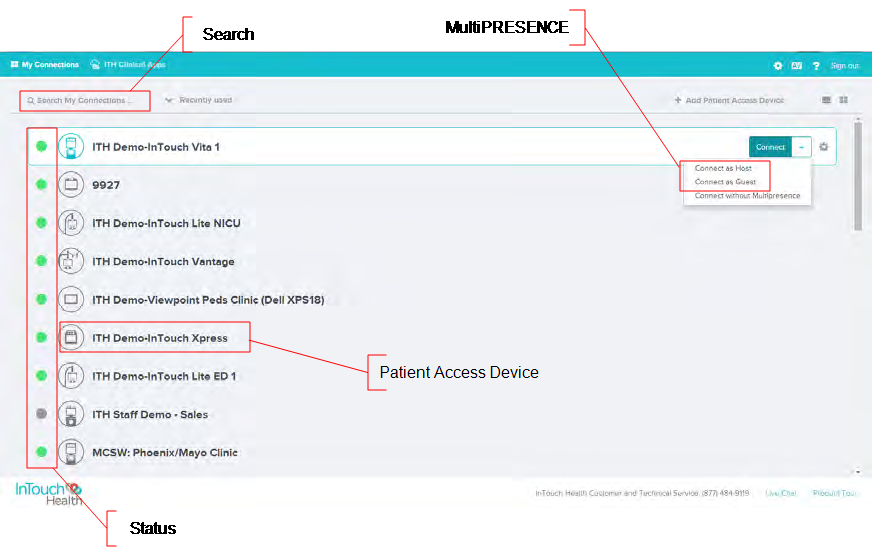 Search
MultiPRESENCE
My Connections ITH Clinical Apps AV ? Sign out
Search My Connections ... Recently used + Add Patient Access Device
ITH Demo-InTouch Vita 1 Connect
Connect as Host
9927
Connect as Guest
Connect without Multipresence
ITH Demo-InTouch Lite NICU
ITH Demo-InTouch Vantage
ITH Demo-Viewpoint Peds Clinic (Dell XPS18)
ITH Demo-InTouch Xpress
Patient Access Device
ITH Demo-InTouch Lite ED 1
ITH Staff Demo - Sales
MCSW: Phoenix/Mayo Clinic
InTouch
Health
InTouch Health Customer and Technical Service: (877) 484-9119 Live Chat Product Tour
Status